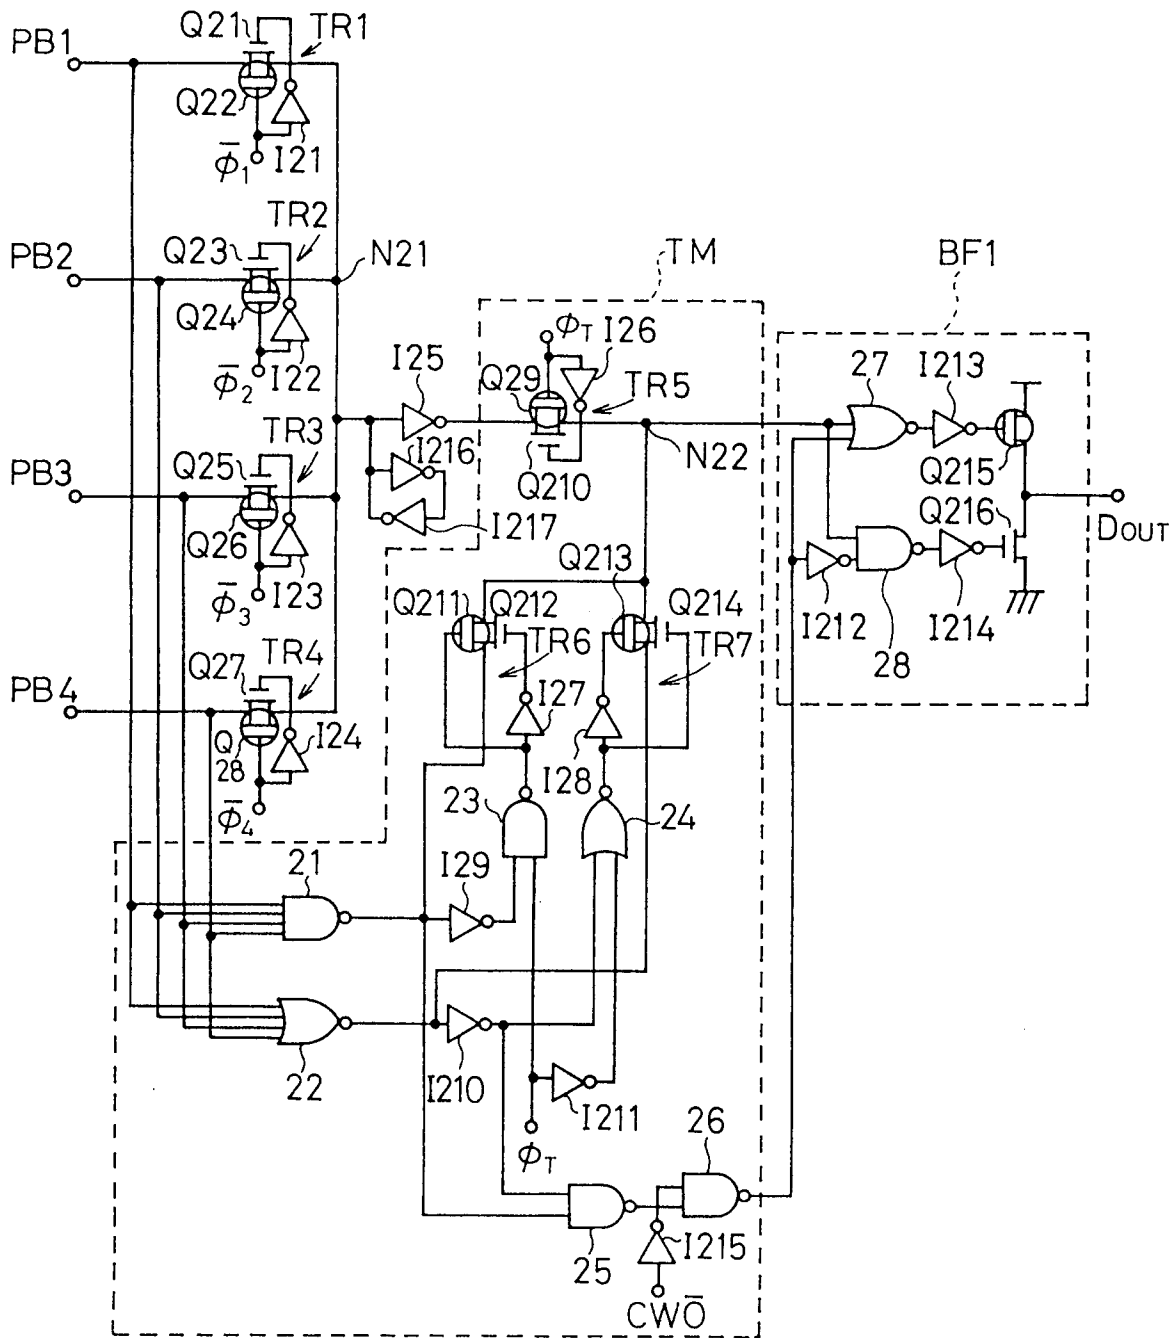 PB1
Q21
TR1
Q22
I21
φ̅1
PB2
Q23
TR2
N21
Q24
I22
φ̅2
TM
BF1
I25
φT
I26
Q29
TR5
27
I213
PB3
Q25
TR3
I216
Q210
N22
Q215
Q26
I23
φ̅3
I217
Q216
DOUT
Q213
I212
28
I214
Q211
Q212
Q214
TR6
TR7
PB4
Q27
TR4
Q
28
I24
φ̅4
I27
I28
23
24
21
I29
22
I210
I211
φT
26
25
I215
CWO̅